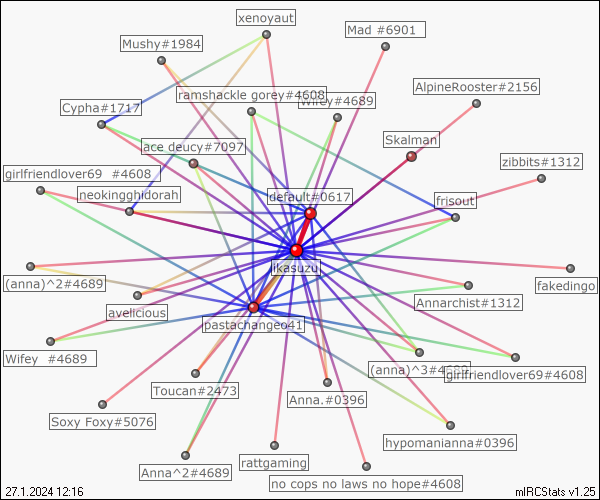 xenoyaut
Mad #6901
Mushy#1984
AlpineRooster#2156
ramshackle gorey#4608
Cypha#1717
Wifey#4689
Skalman
ace deucy#7097
zibbits#1312
girlfriendlover69 #4608
neokingghidorah
default#0617
frisout
likasuzu\
(anna)^2#4689
fakedingo
Annarchist#1312
avelicious
pastachangeo41
Wifey #4689
(anna)^3#4689
girlfriendlover69#4608
Toucan#2473
Anna.#0396
Soxy Foxy#5076
hypomanianna#0396
rattgaming
Anna^2#4689
no cops no laws no hope#4608
27.1.2024 12:16
mIRCStats v1.25